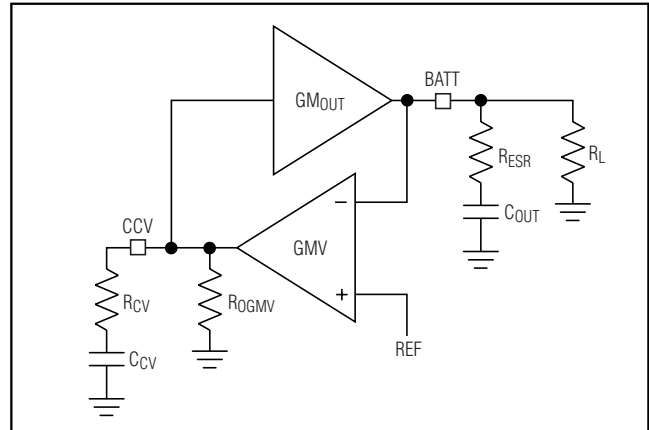 BATT
GMOUT
RESR
RL
COUT
CCV
GMV
−
+
RCV
ROGMV
REF
CCV